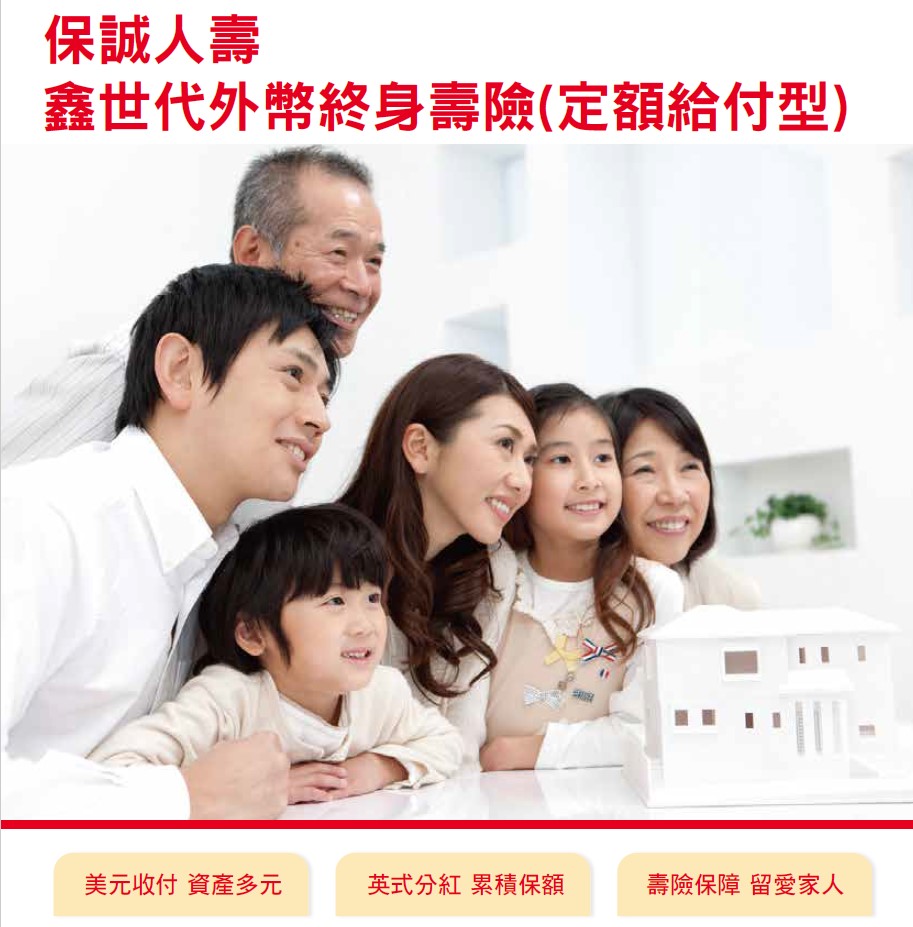 保誠人壽
鑫世代外幣終身壽險(定額給付型)
美元收付 資產多元
英式分紅 累積保額
壽險保障 留愛家人